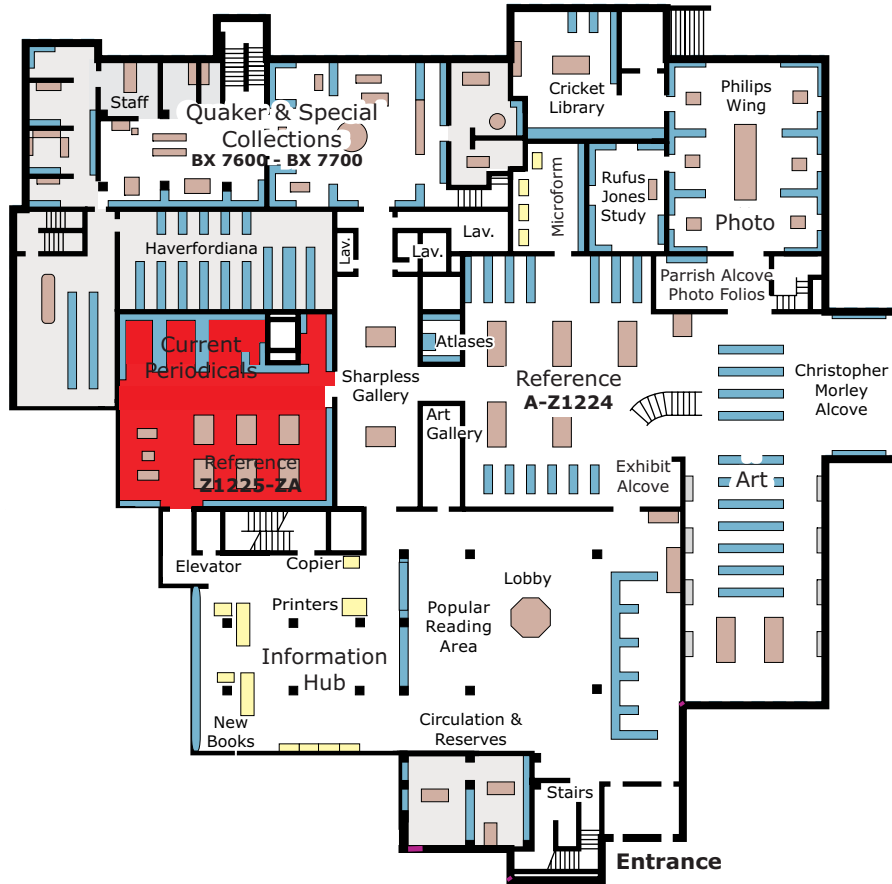 Staff
Quaker & Special
Collections
BX 7600 - BX 7700
Cricket
Library
Philips
Wing
Microform
Rufus
Jones
Study
Photo
Haverfordiana
Lav.
Lav.
Lav.
Parrish Alcove
Photo Folios
Current
Periodicals
Sharpless
Gallery
Atlases
Reference
A-Z1224
Christopher
Morley
Alcove
Art
Gallery
Reference
Z1225-ZA
Exhibit
Alcove
Art
Elevator
Copier
Printers
Lobby
Popular
Reading
Area
Information
Hub
New
Books
Circulation &
Reserves
Stairs
Entrance